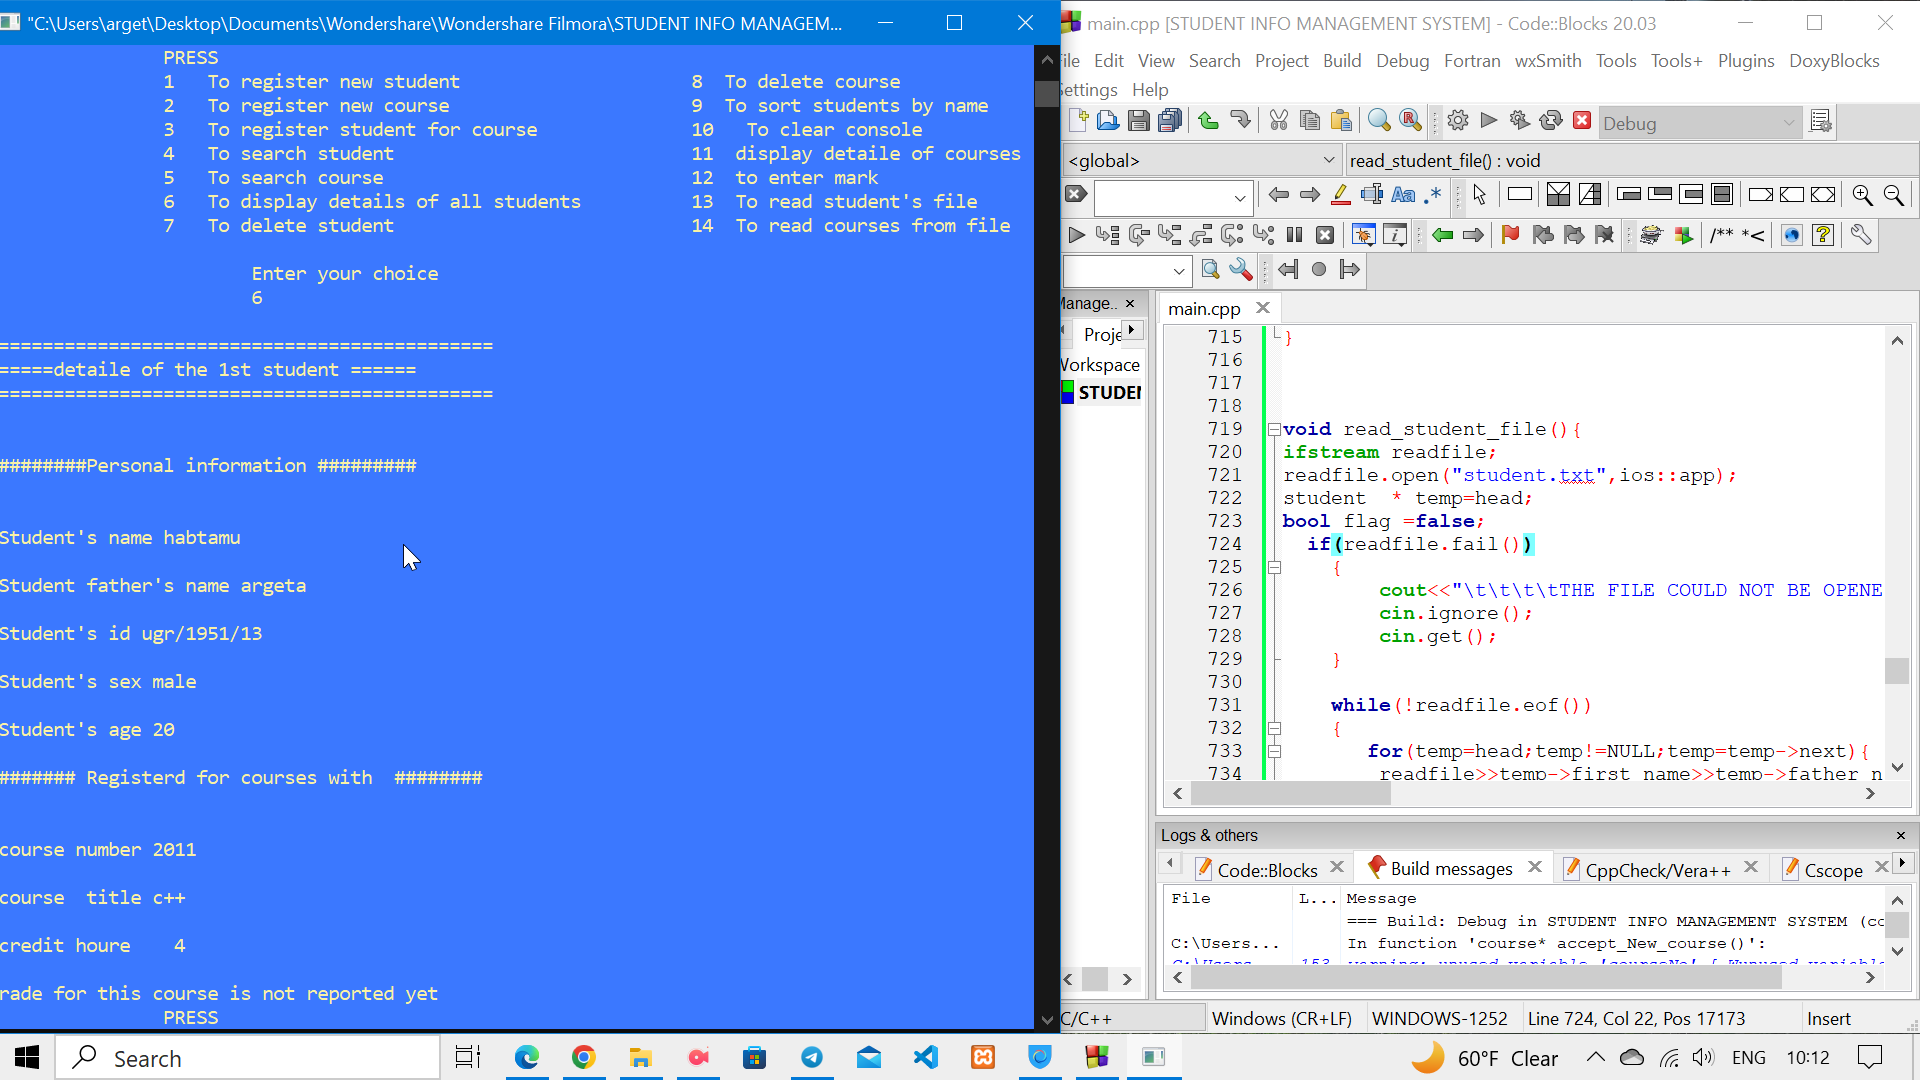 "C:\Users\arget\Desktop\Documents\Wondershare\Wondershare Filmora\STUDENT INFO MANAGEM...
PRESS
1 To register new student 8 To delete course
2 To register new course 9 To sort students by name
3 To register student for course 10 To clear console
4 To search student 11 display detaile of courses
5 To search course 12 to enter mark
6 To display details of all students 13 To read student's file
7 To delete student 14 To read courses from file
Enter your choice
6
=============================================
=====detaile of the 1st student ======
=============================================
########Personal information #########
Student's name habtamu
Student father's name argeta
Student's id ugr/1951/13
Student's sex male
Student's age 20
####### Registerd for courses with ########
course number 2011
course title c++
credit houre 4
rade for this course is not reported yet
PRESS
main.cpp [STUDENT INFO MANAGEMENT SYSTEM] - Code::Blocks 20.03
ile Edit View Search Project Build Debug Fortran wxSmith Tools Tools+ Plugins DoxyBlocks
ettings Help
Debug
<global> read_student_file() : void
Manage..
Proje
Workspace
STUDEN
main.cpp
715 }
716
717
718
719 void read_student_file(){
720 ifstream readfile;
721 readfile.open("student.txt",ios::app);
722 student * temp=head;
723 bool flag =false;
724 if(readfile.fail())
725 {
726 cout<<"\t\t\t\tTHE FILE COULD NOT BE OPENE
727 cin.ignore();
728 cin.get();
729 }
730
731 while(!readfile.eof())
732 {
733 for(temp=head;temp!=NULL;temp=temp->next){
734 readfile>>temp->first_name>>temp->father_n
Logs & others
Code::Blocks Build messages CppCheck/Vera++ Cscope
File L... Message
=== Build: Debug in STUDENT INFO MANAGEMENT SYSTEM (co
C:\Users... In function 'course* accept_New_course()':
C:\Users... 153 warning: unused variable 'courseNo' [-Wunused-variable
C/C++ Windows (CR+LF) WINDOWS-1252 Line 724, Col 22, Pos 17173 Insert
Search 60°F Clear ENG 10:12